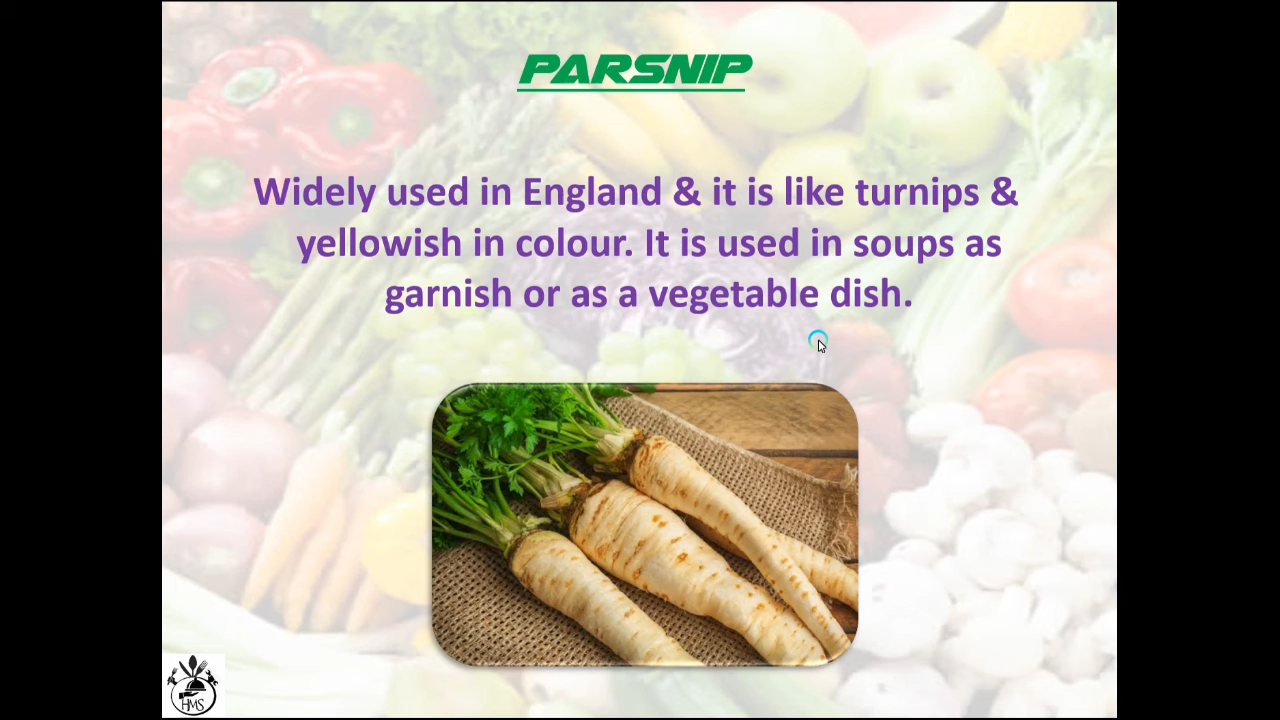 PARSNIP
Widely used in England & it is like turnips &
yellowish in colour. It is used in soups as
garnish or as a vegetable dish.
HMS